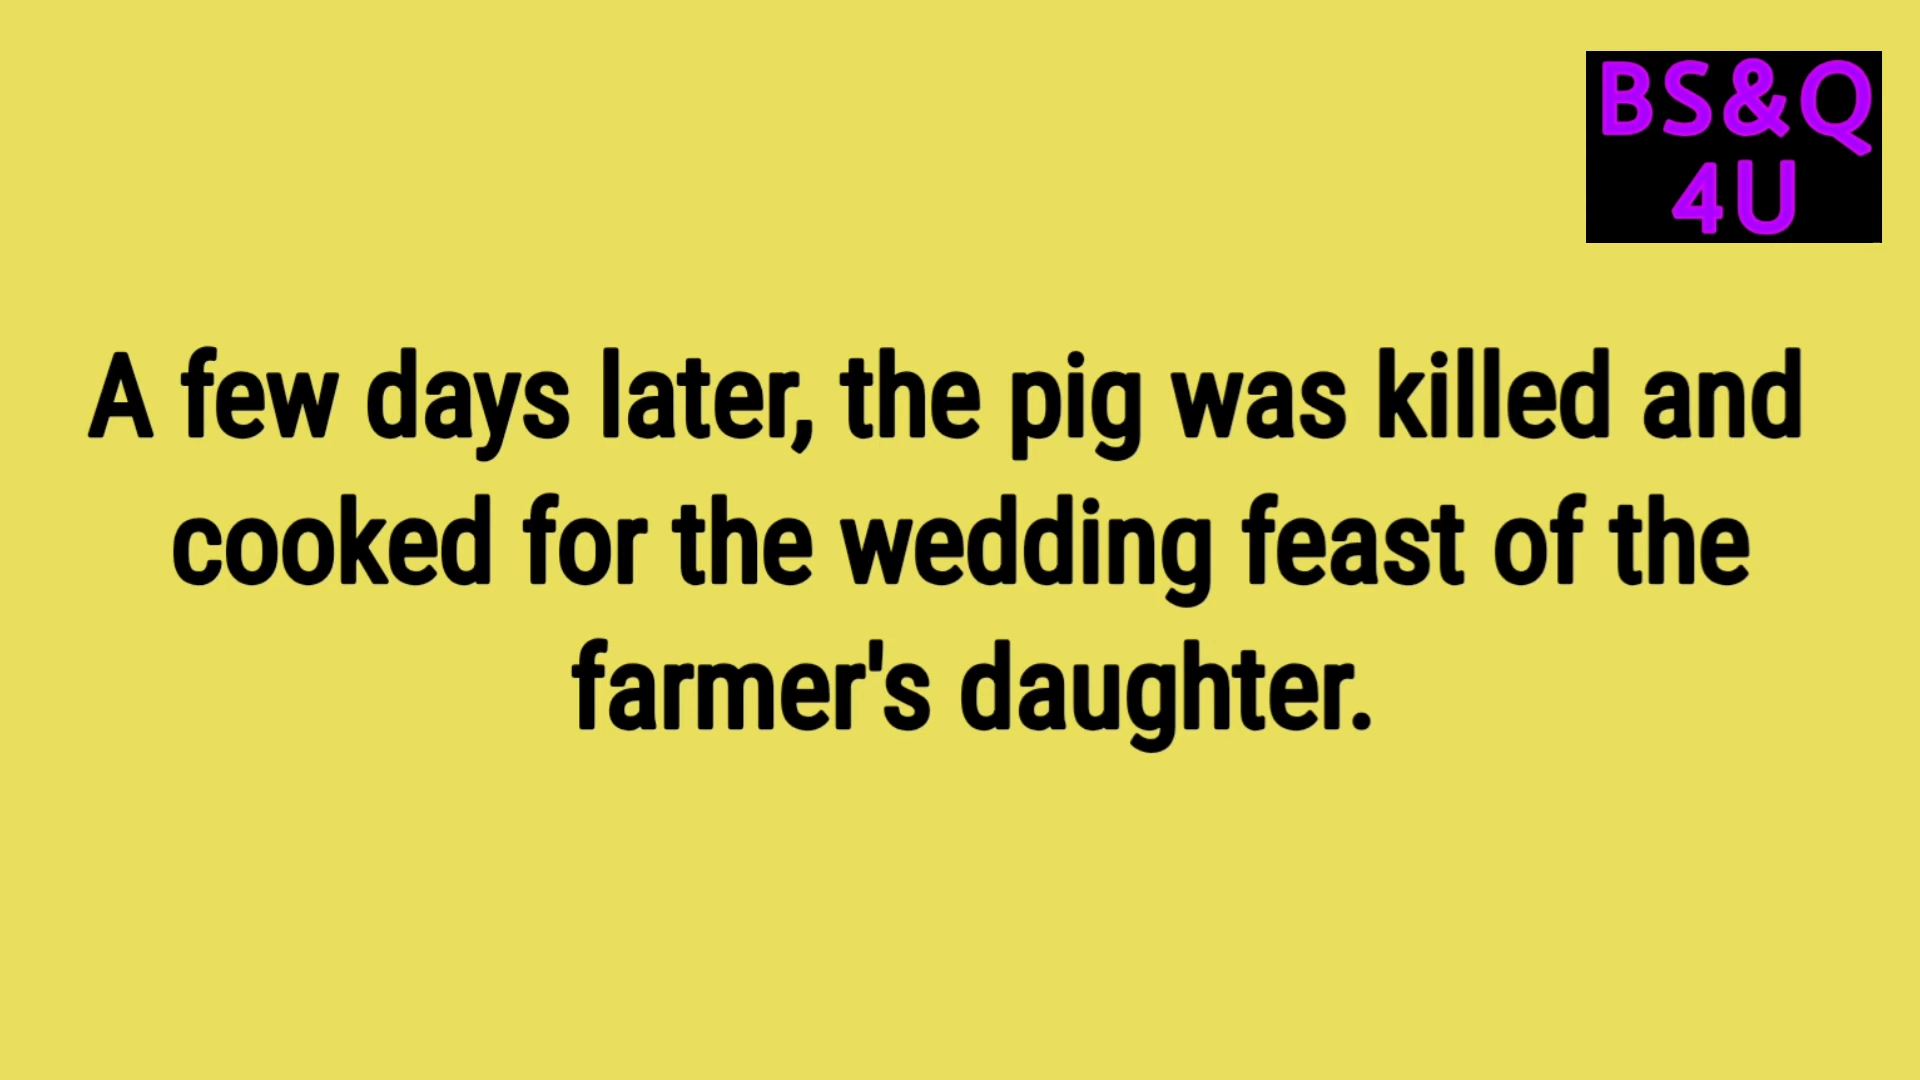 BS&Q
4U
A few days later, the pig was killed and
cooked for the wedding feast of the
farmer's daughter.